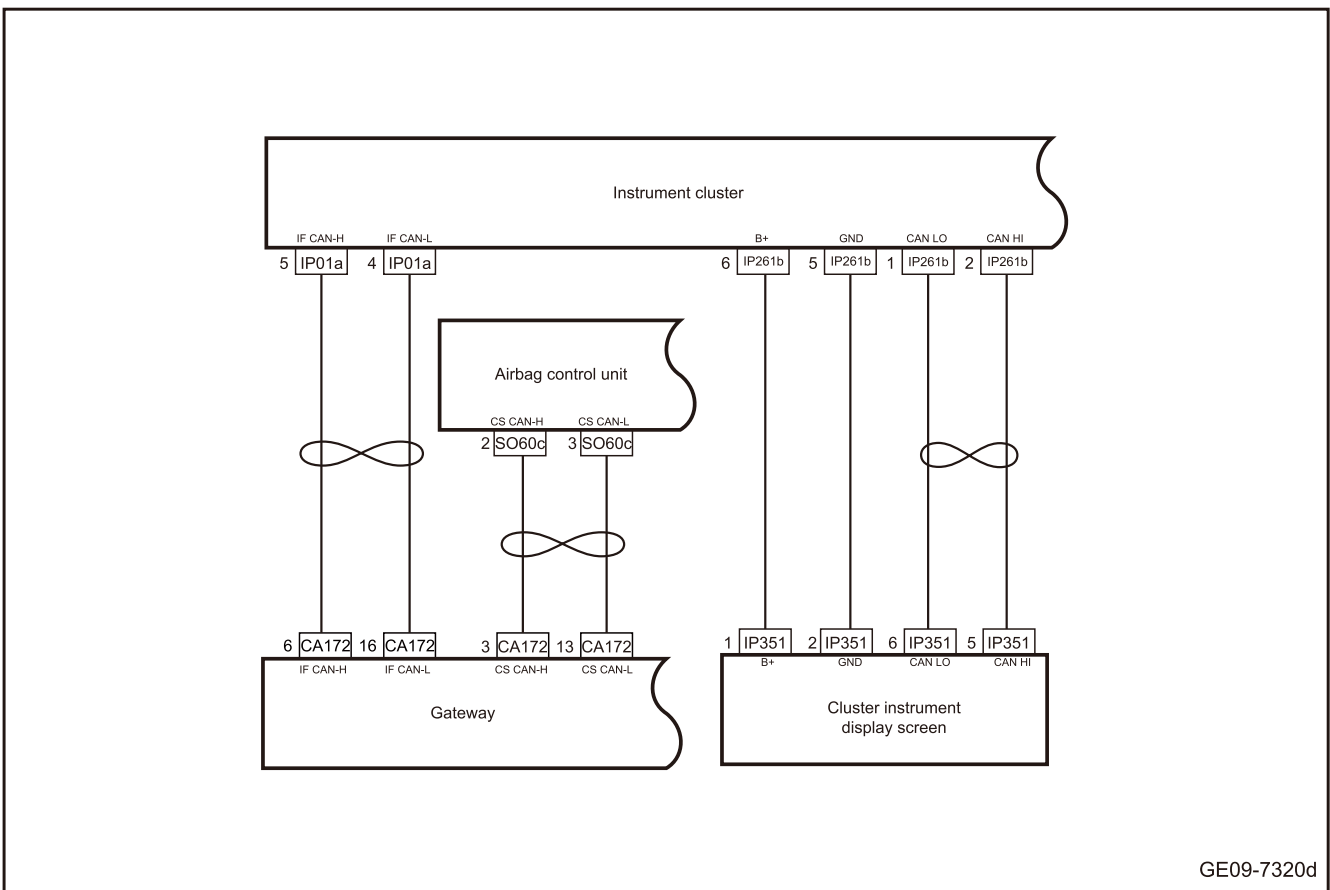 Instrument cluster
IF CAN-H IF CAN-L B+ GND CAN LO CAN HI
5 IP01a 4 IP01a 6 IP261b 5 IP261b 1 IP261b 2 IP261b
Airbag control unit
CS CAN-H CS CAN-L
2 SO60c 3 SO60c
6 CA172 16 CA172 3 CA172 13 CA172 1 IP351 2 IP351 6 IP351 5 IP351
IF CAN-H IF CAN-L CS CAN-H CS CAN-L B+ GND CAN LO CAN HI
Gateway
Cluster instrument
display screen
GE09-7320d